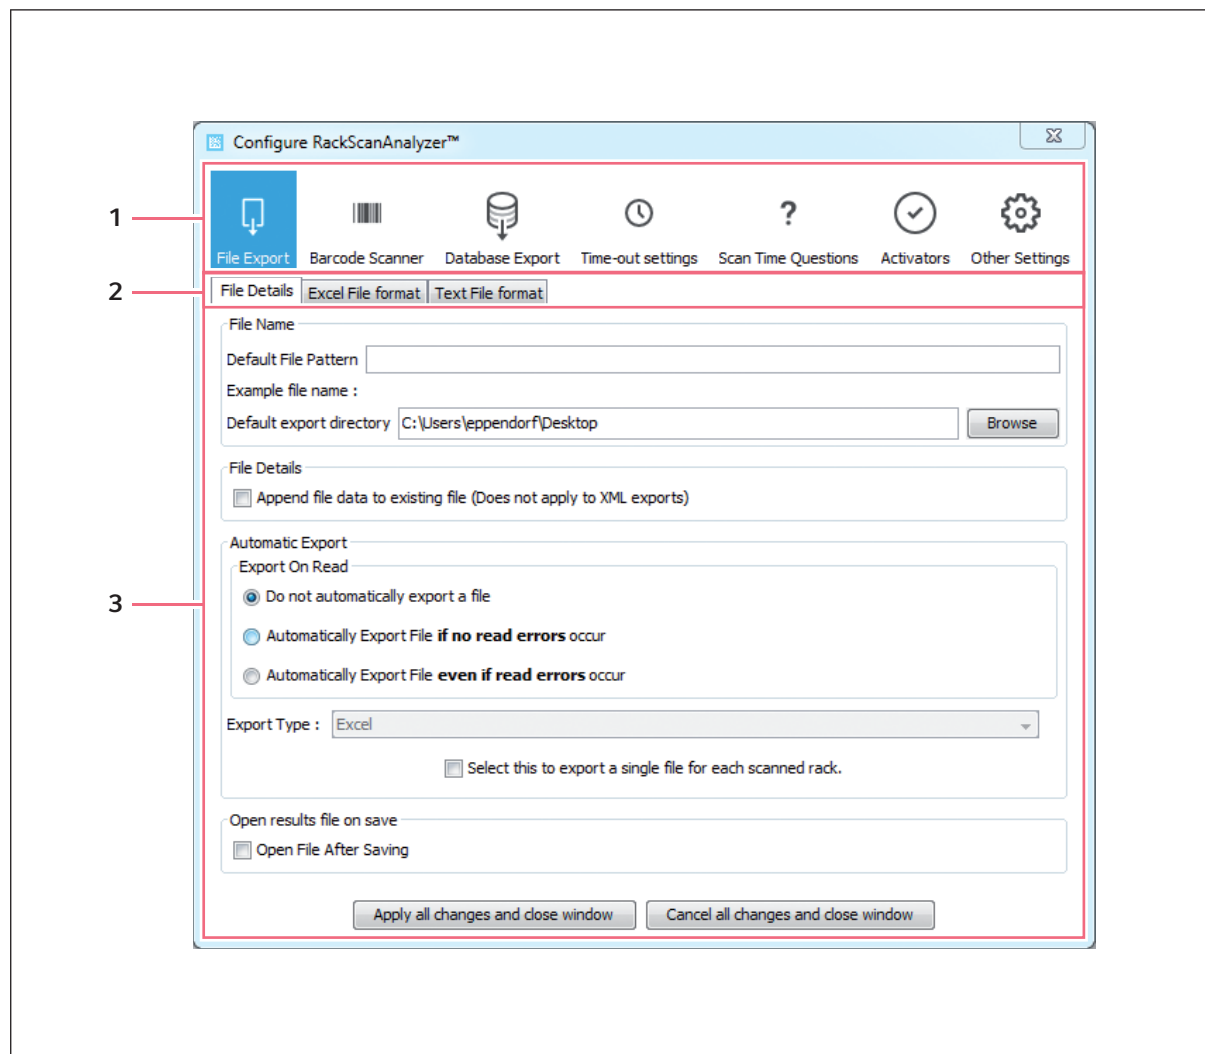 Configure RackScanAnalyzer™
1
File Export Barcode Scanner Database Export Time-out settings Scan Time Questions Activators Other Settings
2
File Details Excel File format Text File format
File Name
Default File Pattern
Example file name :
Default export directory C:\Users\eppendorf\Desktop Browse
File Details
Append file data to existing file (Does not apply to XML exports)
Automatic Export
Export On Read
3
Do not automatically export a file
Automatically Export File if no read errors occur
Automatically Export File even if read errors occur
Export Type : Excel
Select this to export a single file for each scanned rack.
Open results file on save
Open File After Saving
Apply all changes and close window Cancel all changes and close window